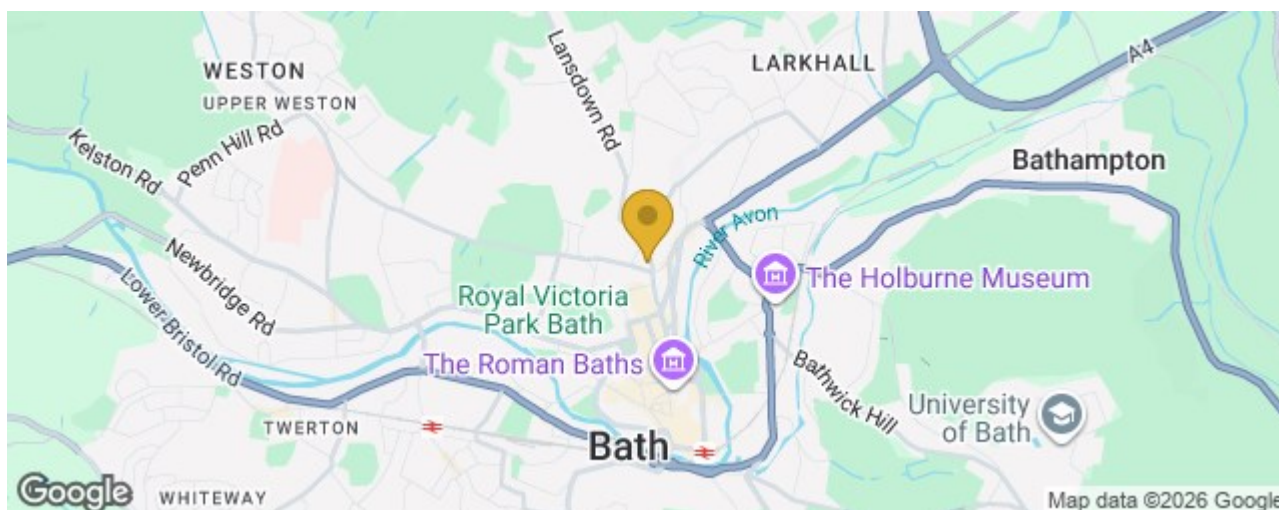 WESTON
UPPER WESTON
Lansdown Rd
LARKHALL
A4
Penn Hill Rd
Kelston Rd
Bathampton
River Avon
Newbridge Rd
Lower Bristol Rd
The Holburne Museum
Royal Victoria
Park Bath
The Roman Baths
Bathwick Hill
University
of Bath
TWERTON
Bath
WHITEWAY
Google
Map data ©2026 Google